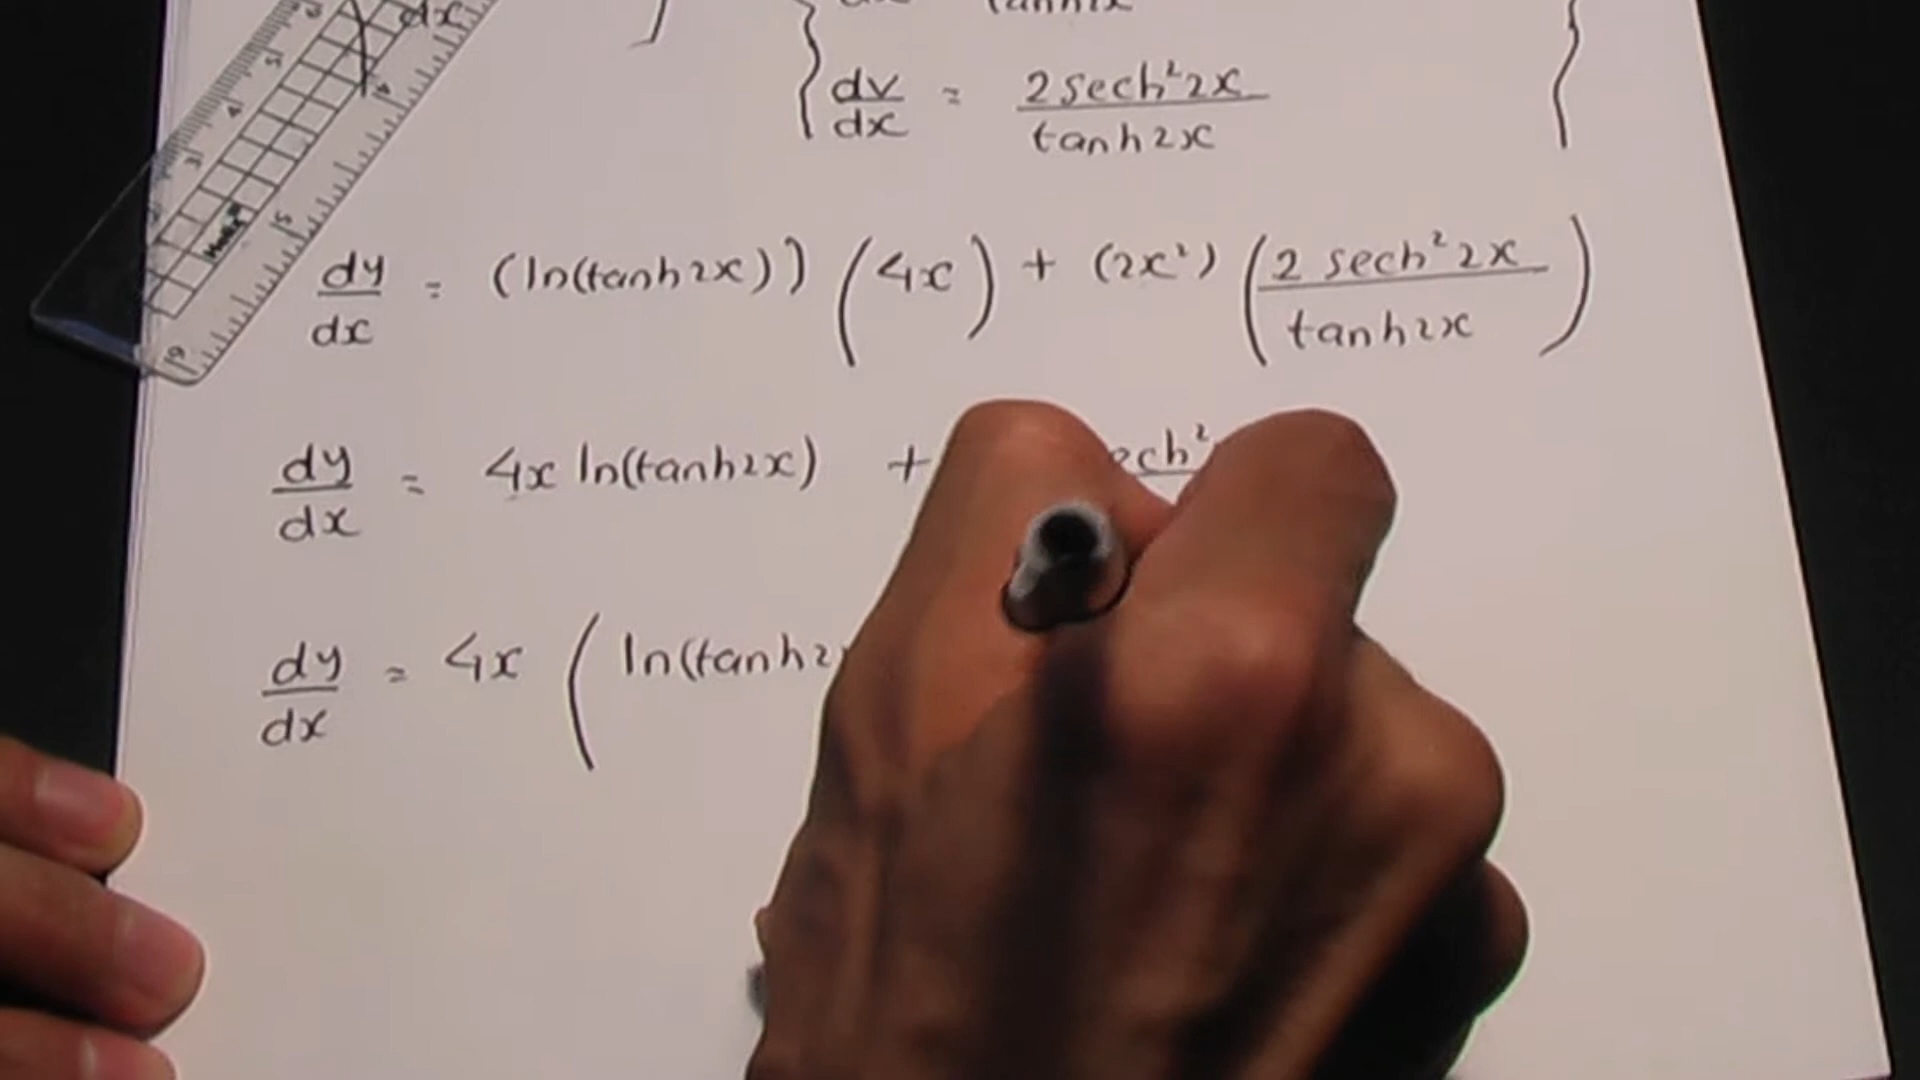 dx
dv/dx = 2sech²2x/tanh2x
dy/dx = (ln(tanh2x)) (4x) + (2x²) (2 sech²2x/tanh2x)
dy/dx = 4x ln(tanh2x) +
dy/dx = 4x ( ln(tanh2